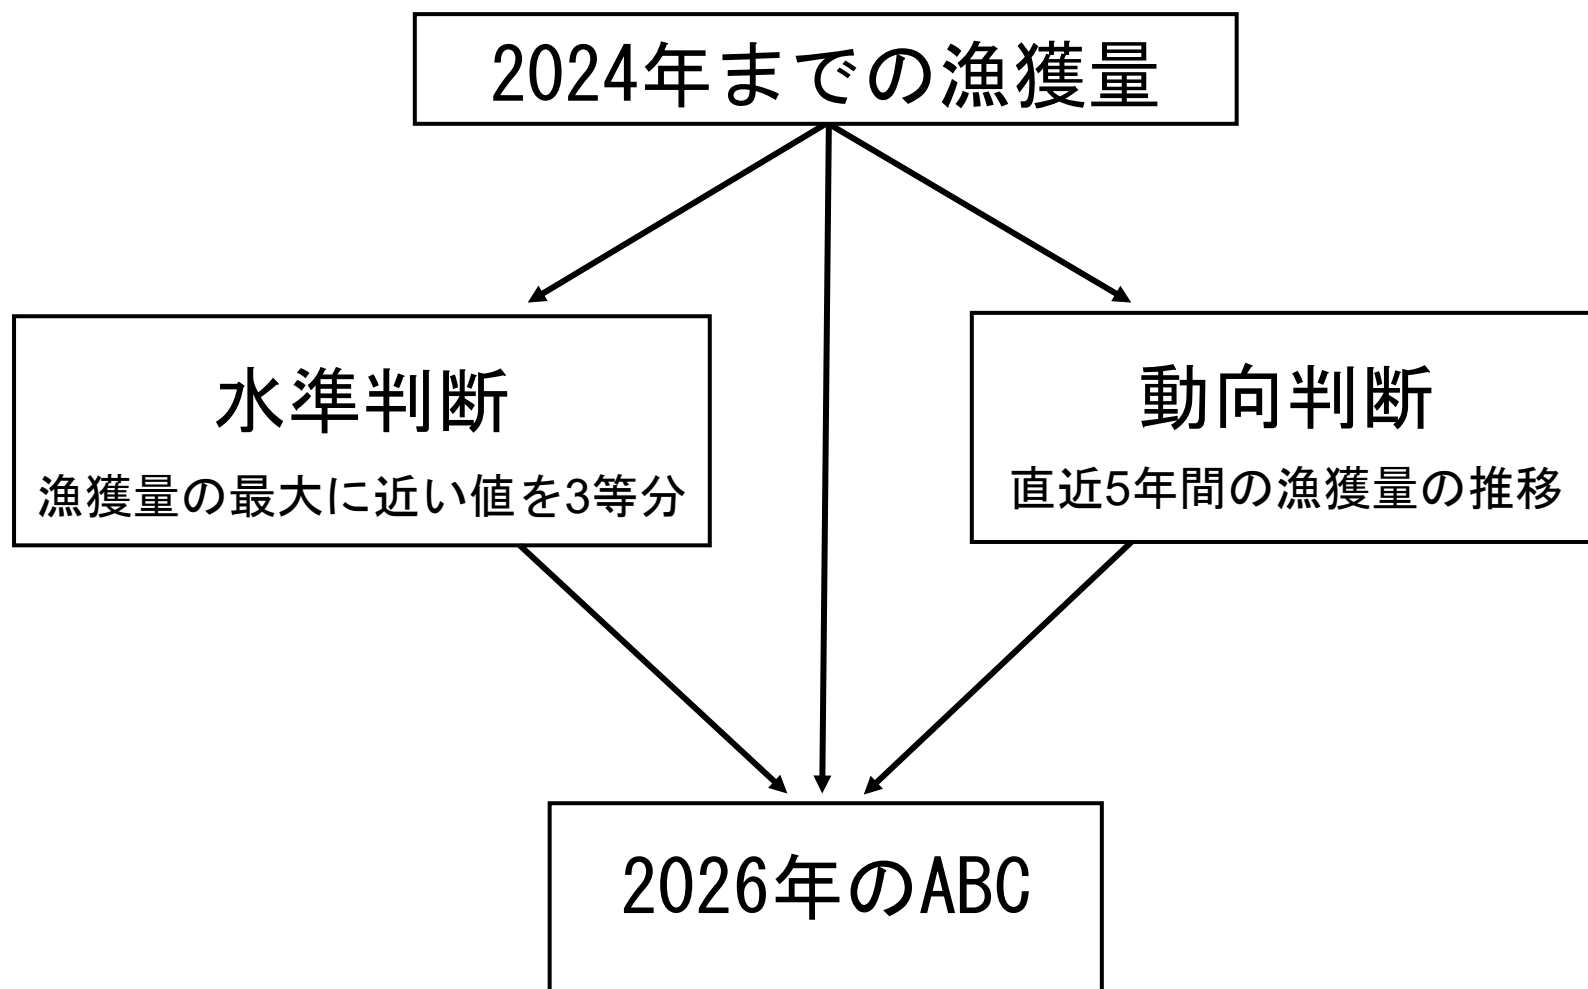 2024年までの漁獲量
水準判断
漁獲量の最大に近い値を3等分
動向判断
直近5年間の漁獲量の推移
2026年のABC